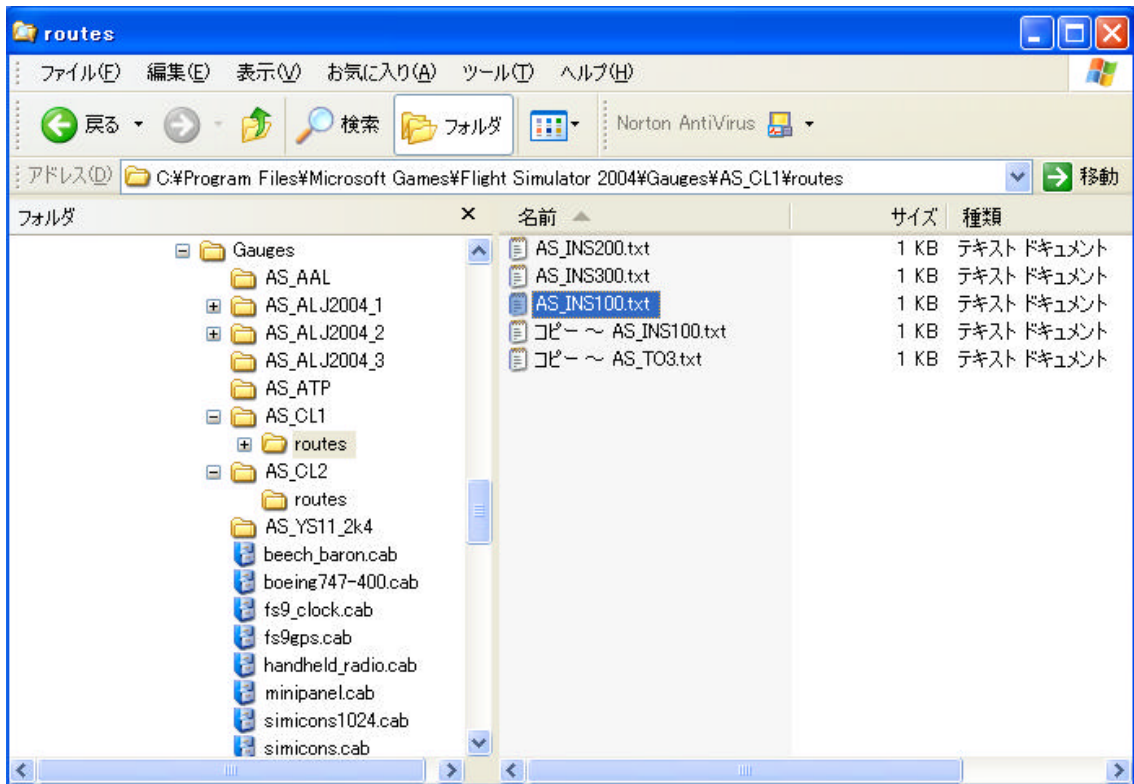 routes
ファイル(F) 編集(E) 表示(V) お気に入り(A) ツール(T) ヘルプ(H)
戻る 検索 フォルダ Norton AntiVirus
アドレス(D) C:¥Program Files¥Microsoft Games¥Flight Simulator 2004¥Gauges¥AS_CL1¥routes 移動
フォルダ × 名前 サイズ 種類
Gauges
AS_AAL
AS_ALJ2004_1
AS_ALJ2004_2
AS_ALJ2004_3
AS_ATP
AS_CL1
routes
AS_CL2
routes
AS_YS11_2k4
beech_baron.cab
boeing747-400.cab
fs9_clock.cab
fs9gps.cab
handheld_radio.cab
minipanel.cab
simicons1024.cab
simicons.cab
AS_INS200.txt 1 KB テキスト ドキュメント
AS_INS300.txt 1 KB テキスト ドキュメント
AS_INS100.txt 1 KB テキスト ドキュメント
コピー ～ AS_INS100.txt 1 KB テキスト ドキュメント
コピー ～ AS_TO3.txt 1 KB テキスト ドキュメント